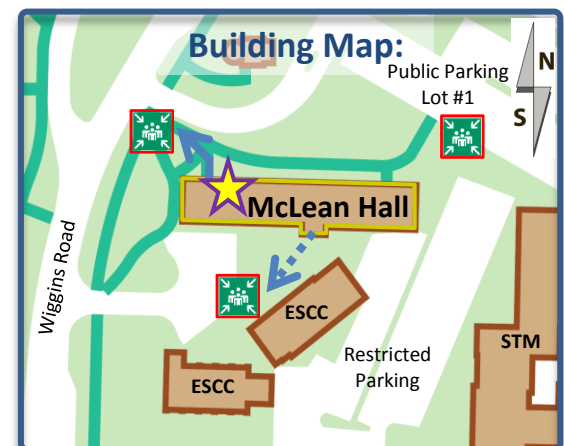 Building Map:
Public Parking
Lot #1
N
S
McLean Hall
Wiggins Road
ESCC
STM
Restricted
Parking
ESCC